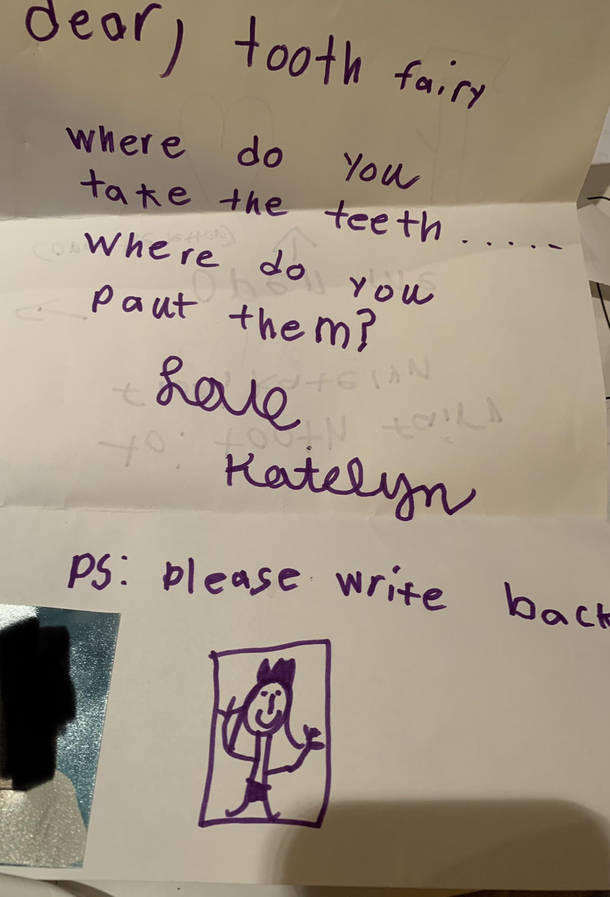 dear, tooth fairy
where do you
take the teeth......
where do you
paut them?
Love
Katelyn
PS: please write back